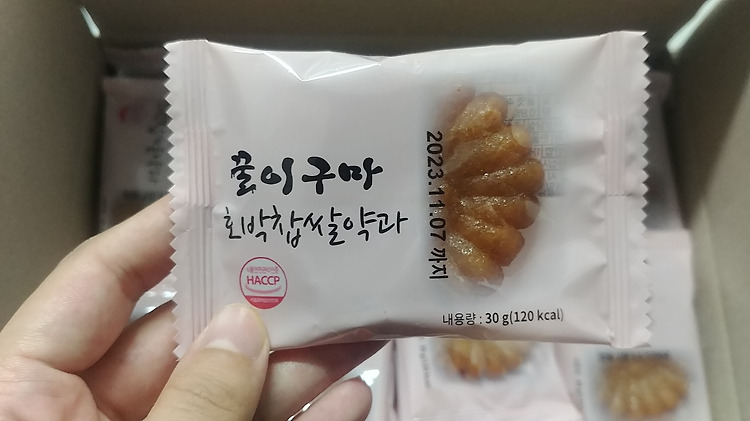 꿀이구마
호박찹쌀약과
2023.11.07 까지
HACCP
내용량 : 30 g(120 kcal)